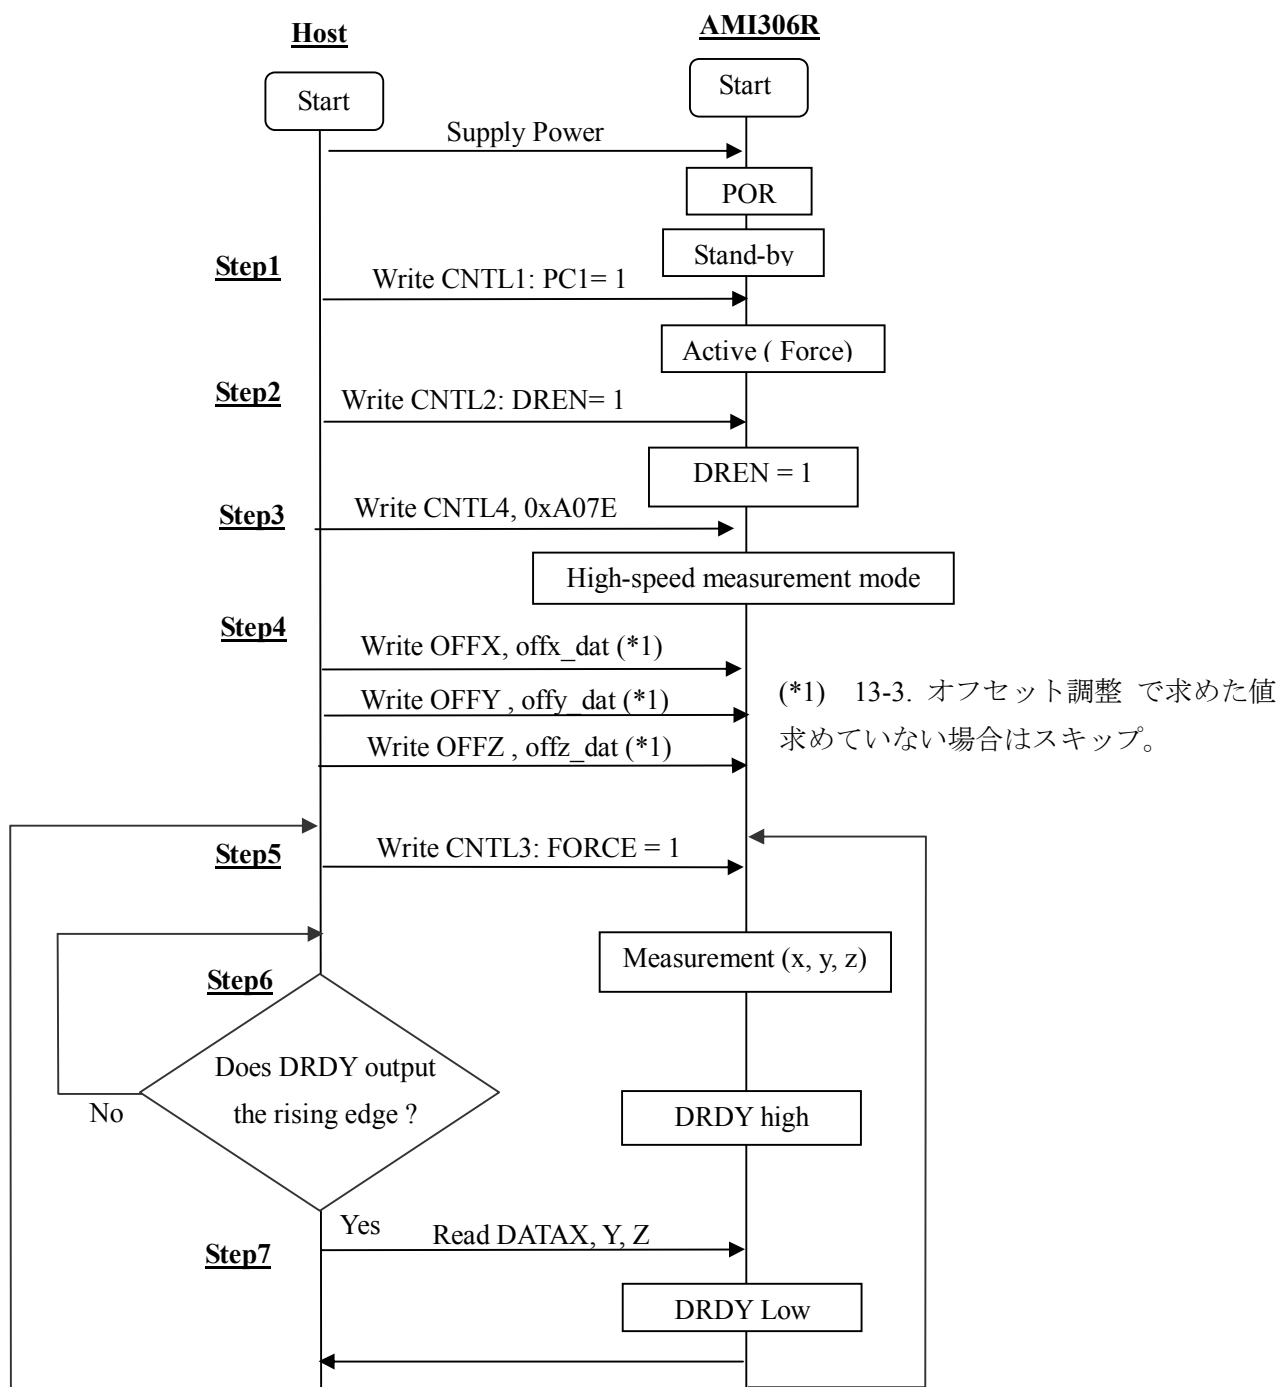 Host
AMI306R
Start
Start
Supply Power
POR
Stand-by
Step1
Write CNTL1: PC1= 1
Active ( Force)
Step2
Write CNTL2: DREN= 1
DREN = 1
Step3
Write CNTL4, 0xA07E
High-speed measurement mode
Step4
Write OFFX, offx_dat (*1)
Write OFFY , offy_dat (*1)
Write OFFZ , offz_dat (*1)
(*1) 13-3. オフセット調整 で求めた値
求めていない場合はスキップ。
Step5
Write CNTL3: FORCE = 1
Measurement (x, y, z)
Step6
Does DRDY output
the rising edge ?
No
DRDY high
Yes
Read DATAX, Y, Z
Step7
DRDY Low